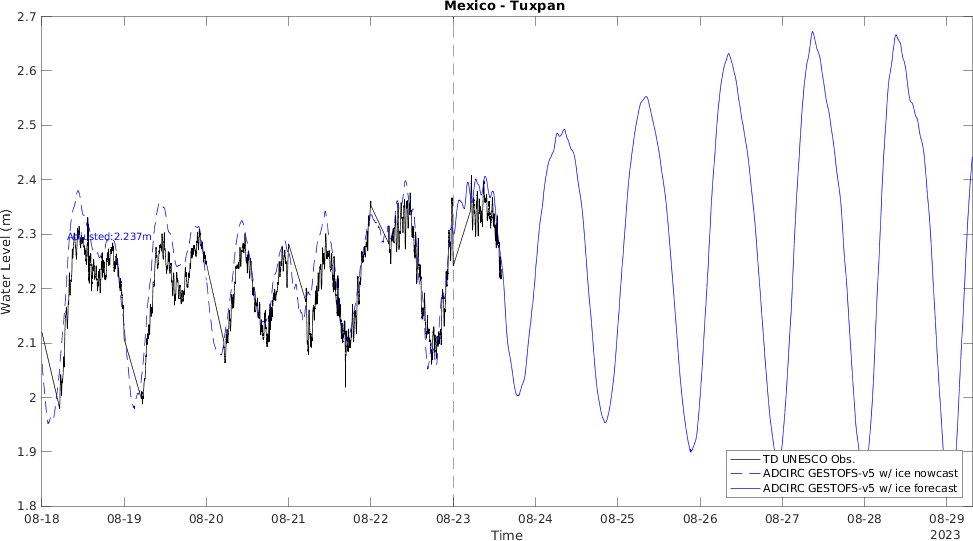 Mexico - Tuxpan
2.7
2.6
2.5
2.4
2.3
2.2
2.1
2
1.9
1.8
Water Level (m)
Adjusted:2.237m
TD UNESCO Obs.
ADCIRC GESTOFS-v5 w/ ice nowcast
ADCIRC GESTOFS-v5 w/ ice forecast
08-18 08-19 08-20 08-21 08-22 08-23 08-24 08-25 08-26 08-27 08-28 08-29
Time
2023